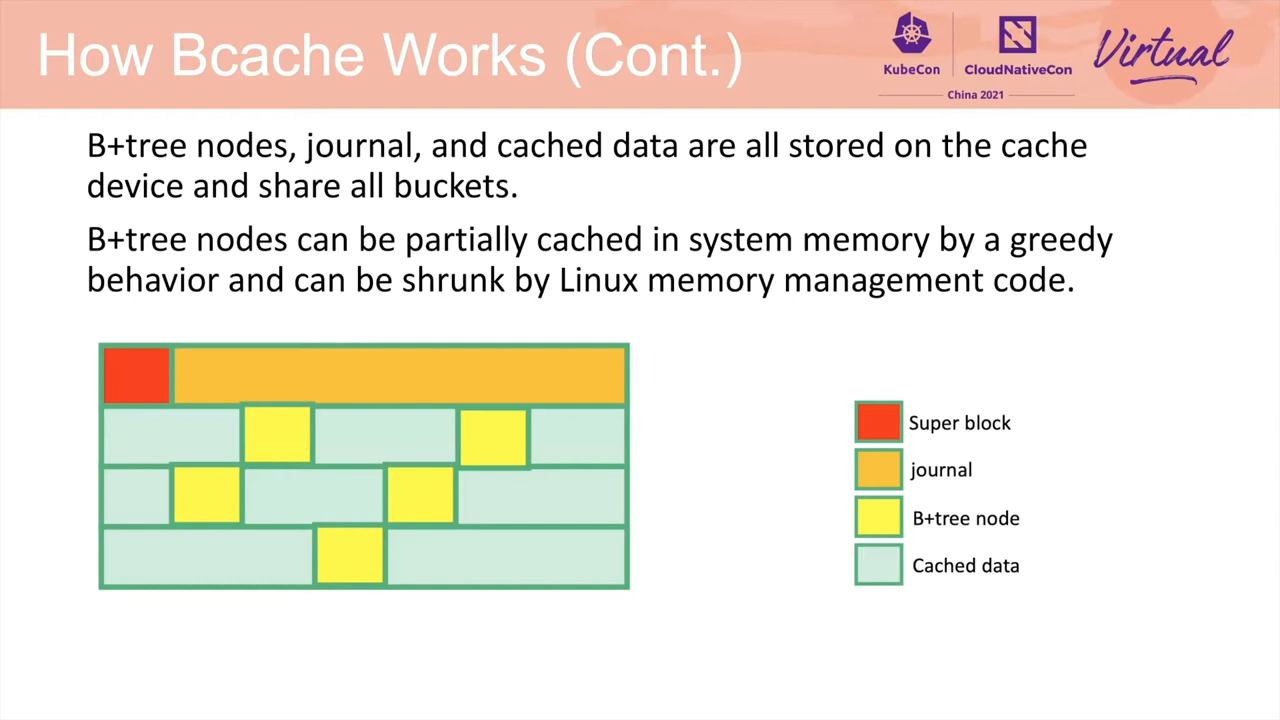 How Bcache Works (Cont.)
KubeCon
CloudNativeCon
China 2021
Virtual
B+tree nodes, journal, and cached data are all stored on the cache
device and share all buckets.
B+tree nodes can be partially cached in system memory by a greedy
behavior and can be shrunk by Linux memory management code.
Super block
journal
B+tree node
Cached data